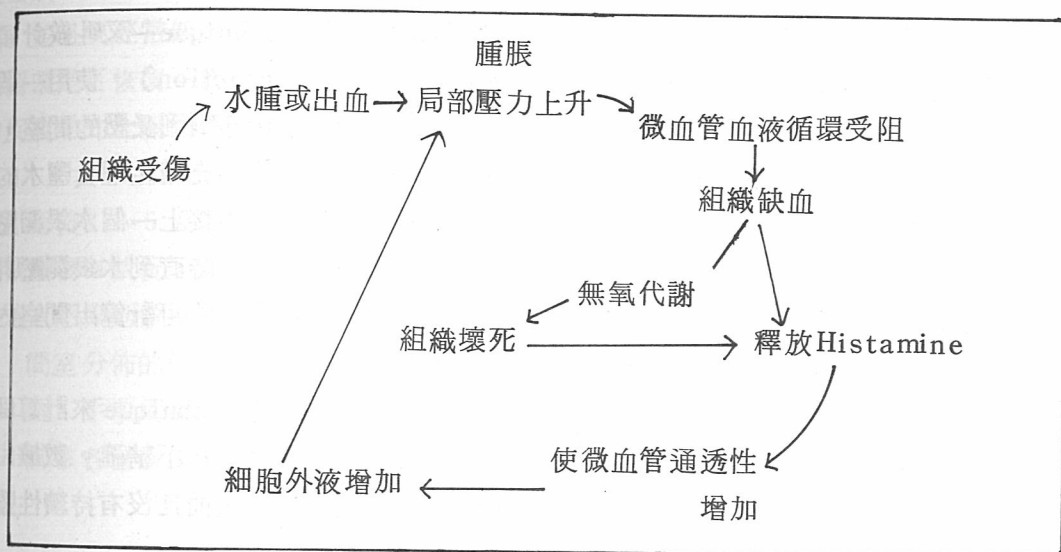 腫脹
水腫或出血→局部壓力上升
微血管血液循環受阻
組織受傷
組織缺血
無氧代謝
組織壞死
釋放Histamine
使微血管通透性
增加
細胞外液增加